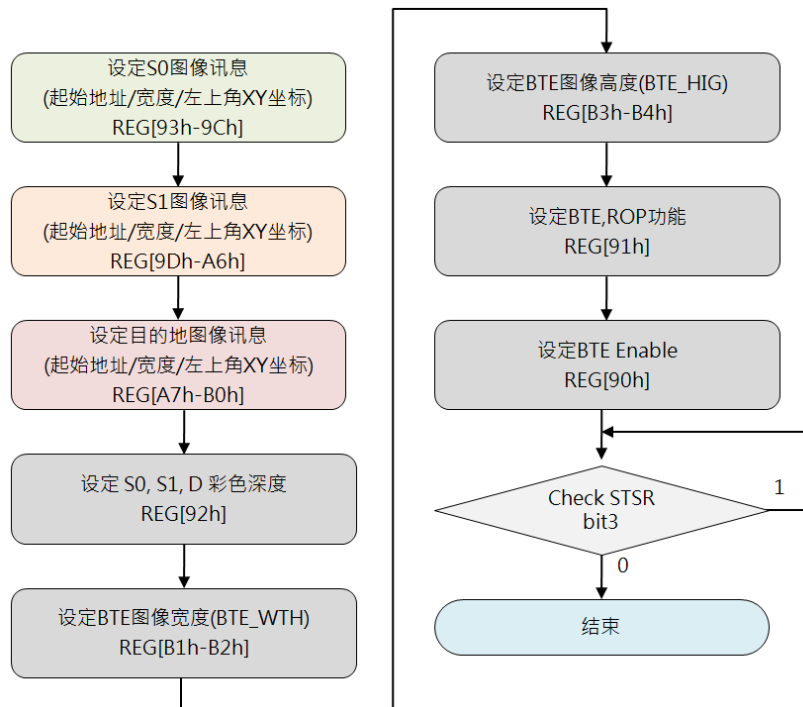 设定S0图像讯息
(起始地址/宽度/左上角XY坐标)
REG[93h-9Ch]
设定S1图像讯息
(起始地址/宽度/左上角XY坐标)
REG[9Dh-A6h]
设定目的地图像讯息
(起始地址/宽度/左上角XY坐标)
REG[A7h-B0h]
设定 S0, S1, D 彩色深度
REG[92h]
设定BTE图像宽度(BTE_WTH)
REG[B1h-B2h]
设定BTE图像高度(BTE_HIG)
REG[B3h-B4h]
设定BTE,ROP功能
REG[91h]
设定BTE Enable
REG[90h]
Check STSR
bit3
1
0
结束